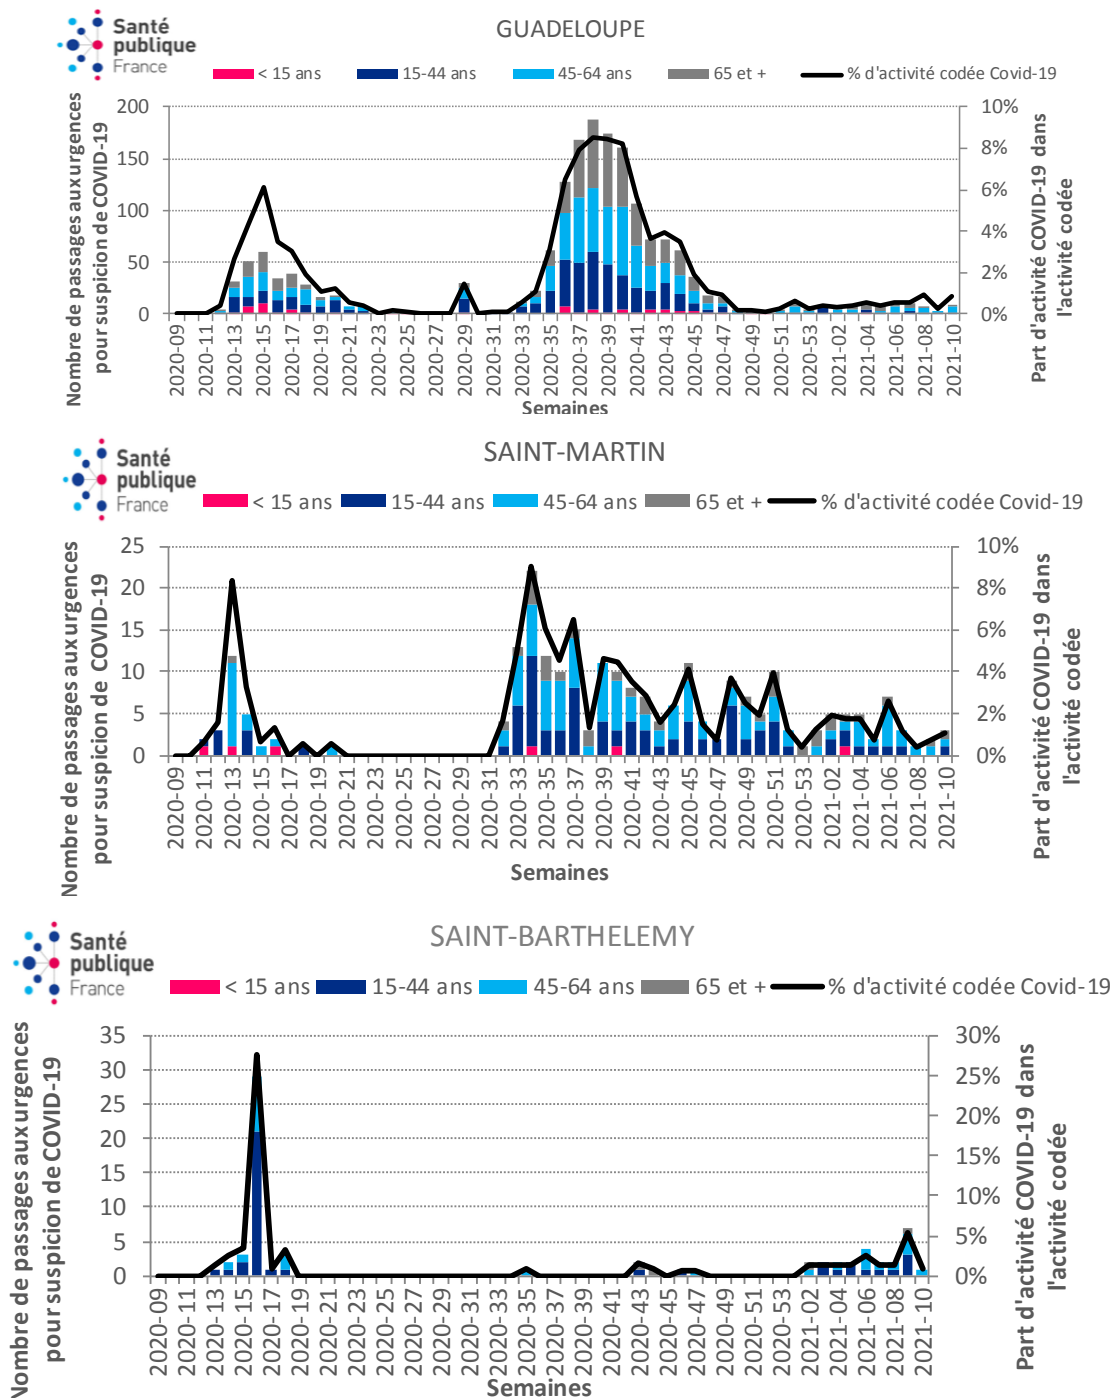 Santé
publique
France
GUADELOUPE
< 15 ans 15-44 ans 45-64 ans 65 et + % d'activité codée Covid-19
Nombre de passages aux urgences
pour suspicion de COVID-19
200
150
100
50
0
10%
8%
6%
4%
2%
0%
Part d'activité COVID-19 dans
l'activité codée
2020-09 2020-11 2020-13 2020-15 2020-17 2020-19 2020-21 2020-23 2020-25 2020-27 2020-29 2020-31 2020-33 2020-35 2020-37 2020-39 2020-41 2020-43 2020-45 2020-47 2020-49 2020-51 2020-53 2021-02 2021-04 2021-06 2021-08 2021-10
Semaines
Santé
publique
France
SAINT-MARTIN
< 15 ans 15-44 ans 45-64 ans 65 et + % d'activité codée Covid-19
Nombre de passages aux urgences
pour suspicion de COVID-19
25
20
15
10
5
0
10%
8%
6%
4%
2%
0%
Part d'activité COVID-19 dans
l'activité codée
2020-09 2020-11 2020-13 2020-15 2020-17 2020-19 2020-21 2020-23 2020-25 2020-27 2020-29 2020-31 2020-33 2020-35 2020-37 2020-39 2020-41 2020-43 2020-45 2020-47 2020-49 2020-51 2020-53 2021-02 2021-04 2021-06 2021-08 2021-10
Semaines
Santé
publique
France
SAINT-BARTHELEMY
< 15 ans 15-44 ans 45-64 ans 65 et + % d'activité codée Covid-19
Nombre de passages aux urgences
pour suspicion de COVID-19
35
30
25
20
15
10
5
0
30%
25%
20%
15%
10%
5%
0%
Part d'activité COVID-19 dans
l'activité codée
2020-09 2020-11 2020-13 2020-15 2020-17 2020-19 2020-21 2020-23 2020-25 2020-27 2020-29 2020-31 2020-33 2020-35 2020-37 2020-39 2020-41 2020-43 2020-45 2020-47 2020-49 2020-51 2020-53 2021-02 2021-04 2021-06 2021-08 2021-10
Semaines